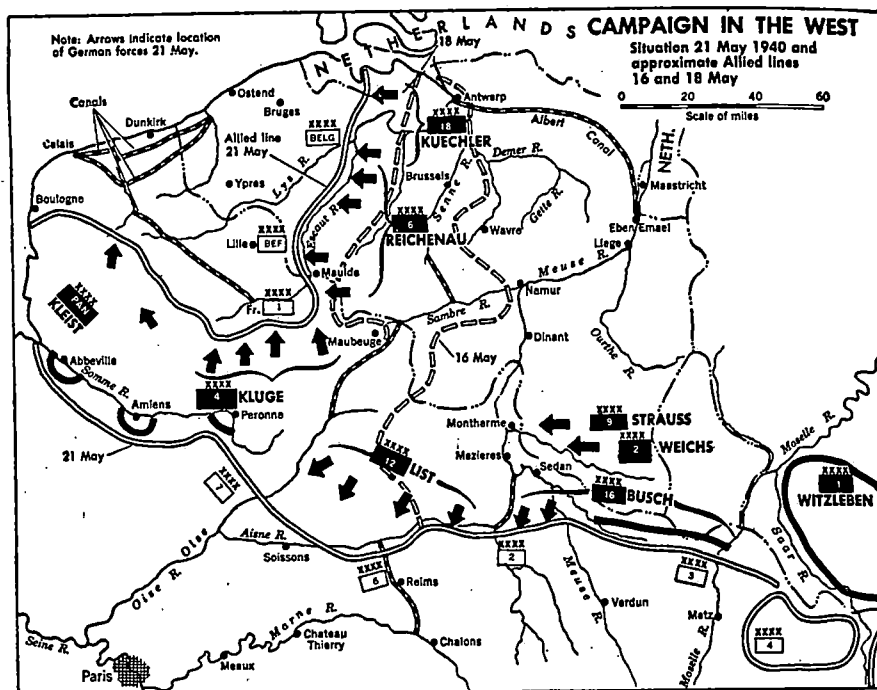 CAMPAIGN IN THE WEST
Situation 21 May 1940 and
approximate Allied lines
16 and 18 May
0 20 40 60
Scale of miles
Note: Arrows indicate location
of German forces 21 May.
NETHERLANDS
18 May
Canals
Ostend
Bruges
Dunkirk
Calais
Allied line
21 May
XXXX
BELG
XXXX
18
KUECHLER
Antwerp
Albert
Canal
NETH.
Maastricht
Boulogne
Ypres
Lys R.
Brussels
Senne R.
Demer R.
Gette R.
Wavre
Eben Emael
Liege
Lille
XXXX
BEF
Escaut R.
XXXX
6
REICHENAU
Maulde
Meuse R.
Namur
XXXX
PAN
KLEIST
Fr.
XXXX
1
Sambre R.
Maubeuge
Dinant
Ourthe R.
16 May
Abbeville
Somme R.
Amiens
XXXX
4
KLUGE
Peronne
21 May
Montherme
Mezieres
Sedan
XXXX
9
STRAUSS
XXXX
2
WEICHS
Moselle R.
XXXX
12
LIST
XXXX
16
BUSCH
XXXX
1
WITZLEBEN
Saar R.
XXXX
7
Oise R.
Oise
Aisne R.
Soissons
XXXX
6
Reims
XXXX
2
Meuse R.
Verdun
XXXX
3
Metz
Moselle R.
XXXX
4
Seine R.
Paris
Meaux
Marne R.
Chateau
Thierry
Chalons